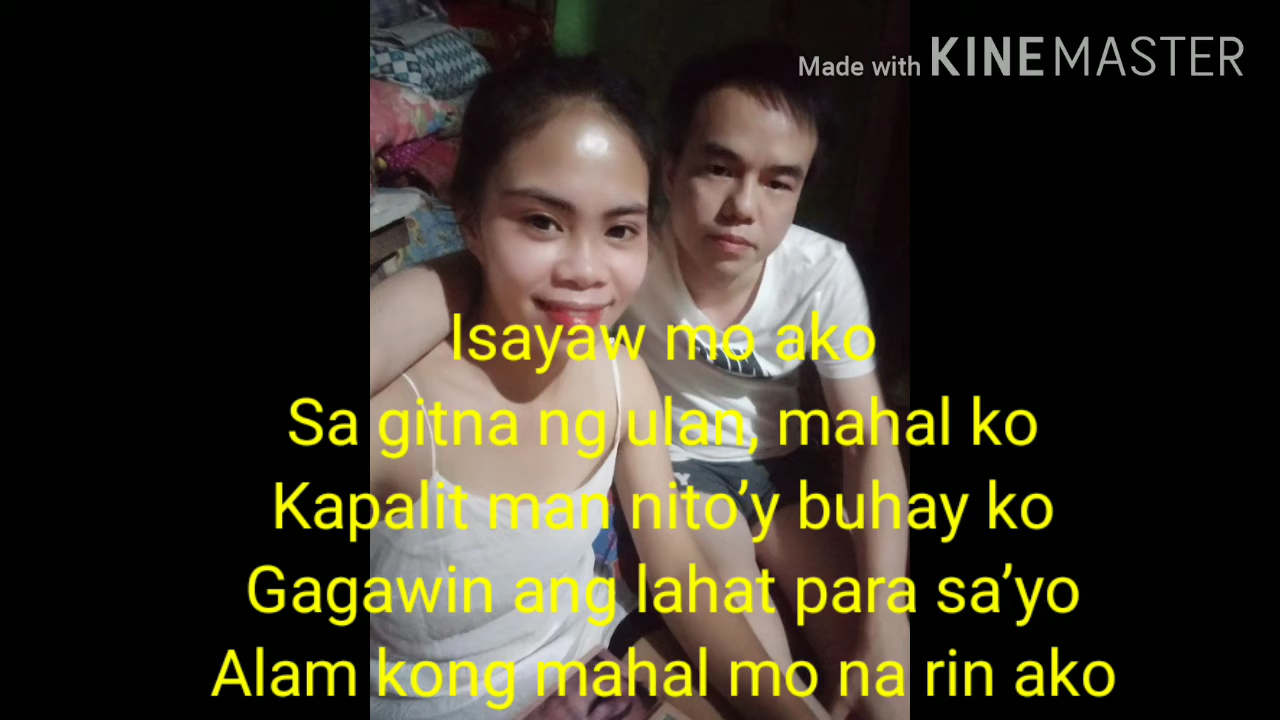 Made with KINEMASTER
Isayaw mo ako
Sa gitna ng ulan, mahal ko
Kapalit man nito’y buhay ko
Gagawin ang lahat para sa’yo
Alam kong mahal mo na rin ako